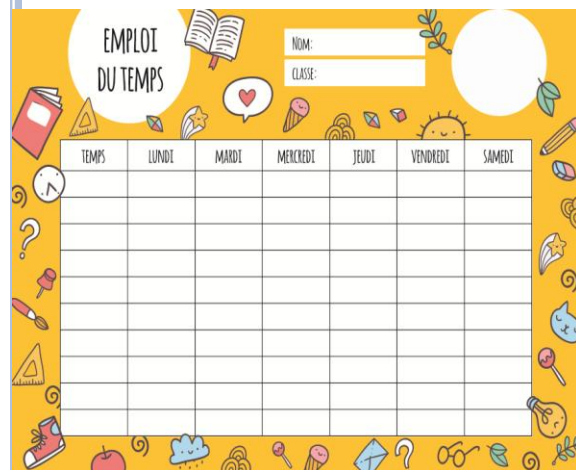 EMPLOI
DU TEMPS
NOM:
CLASSE:
TEMPS LUNDI MARDI MERCREDI JEUDI VENDREDI SAMEDI
?
?